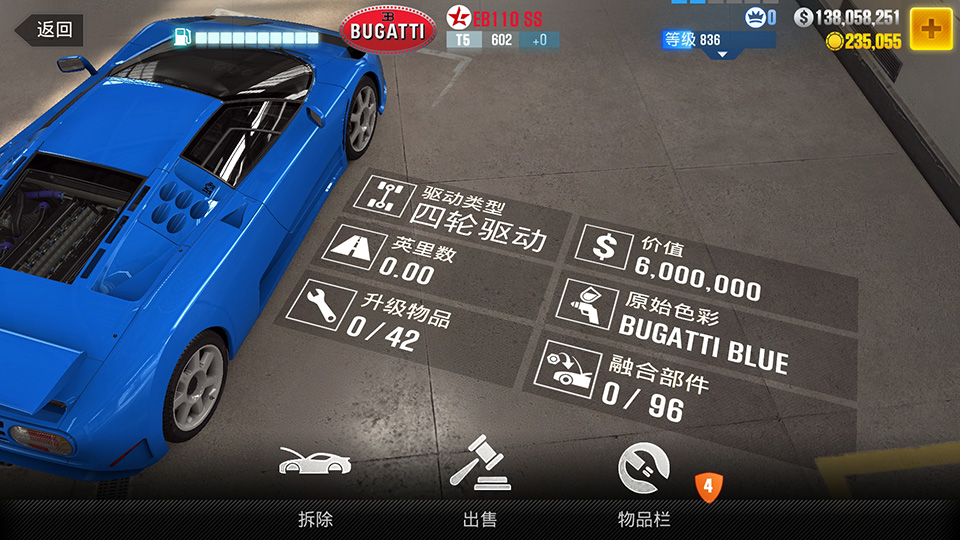 返回
BUGATTI
EB110 SS
T5 602 +0
等级 836
0
138,058,251
235,055
驱动类型
四轮驱动
英里数
0.00
升级物品
0 / 42
价值
6,000,000
原始色彩
BUGATTI BLUE
融合部件
0 / 96
4
拆除
出售
物品栏